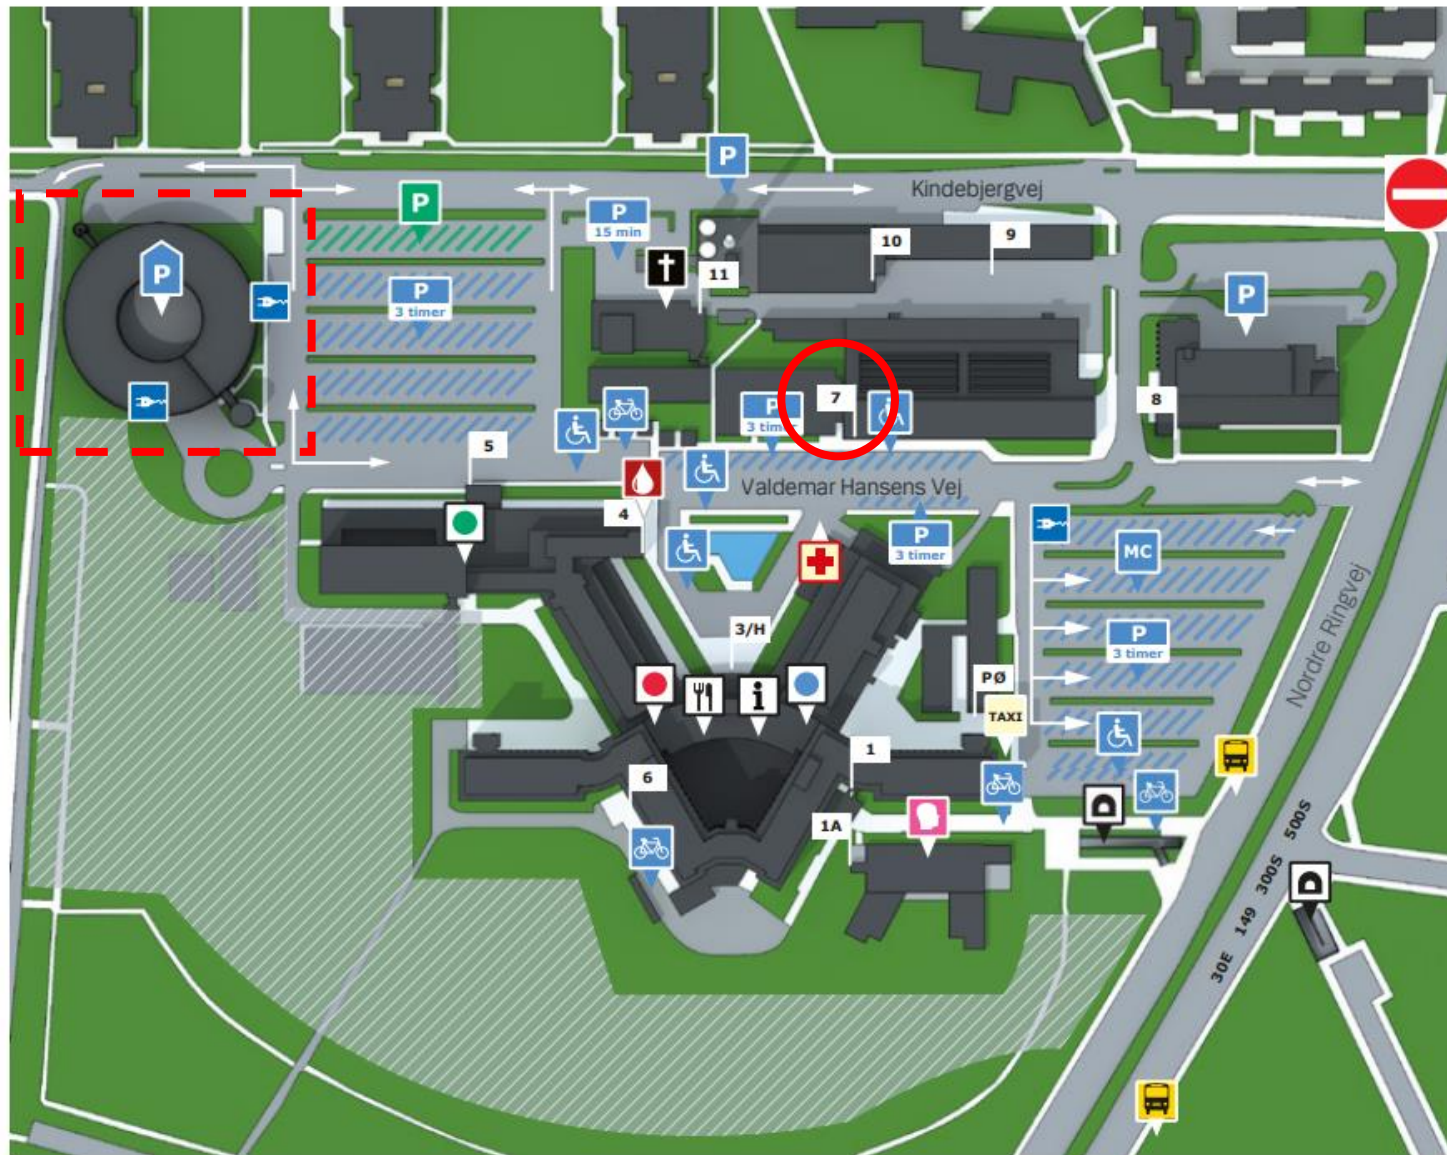 P
Kindebjergvej
P
P
15 min
10
9
11
P
P
3 timer
P
7
P
3 timer
8
5
Valdemar Hansens Vej
4
P
3 timer
MC
3/H
P
3 timer
Nordre Ringvej
PØ
i
TAXI
1
6
1A
D
D
30E 149 300S 500S